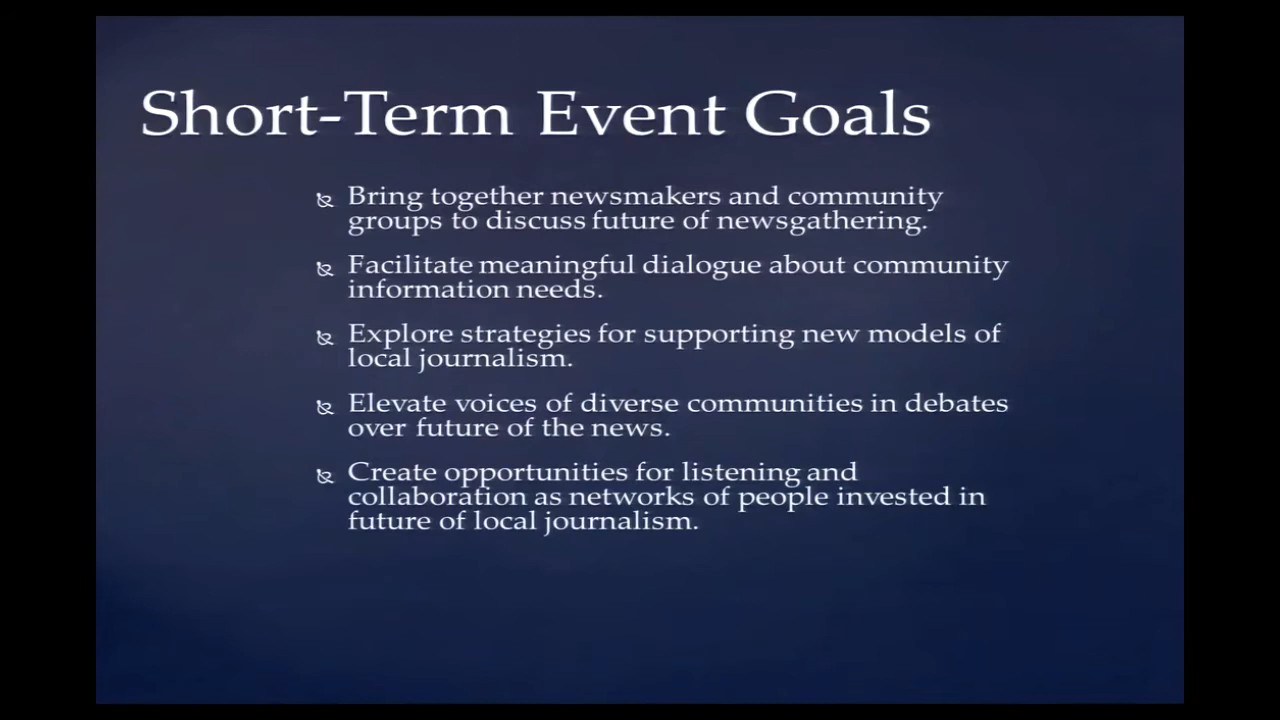 Short-Term Event Goals
Bring together newsmakers and community
groups to discuss future of newsgathering.
Facilitate meaningful dialogue about community
information needs.
Explore strategies for supporting new models of
local journalism.
Elevate voices of diverse communities in debates
over future of the news.
Create opportunities for listening and
collaboration as networks of people invested in
future of local journalism.